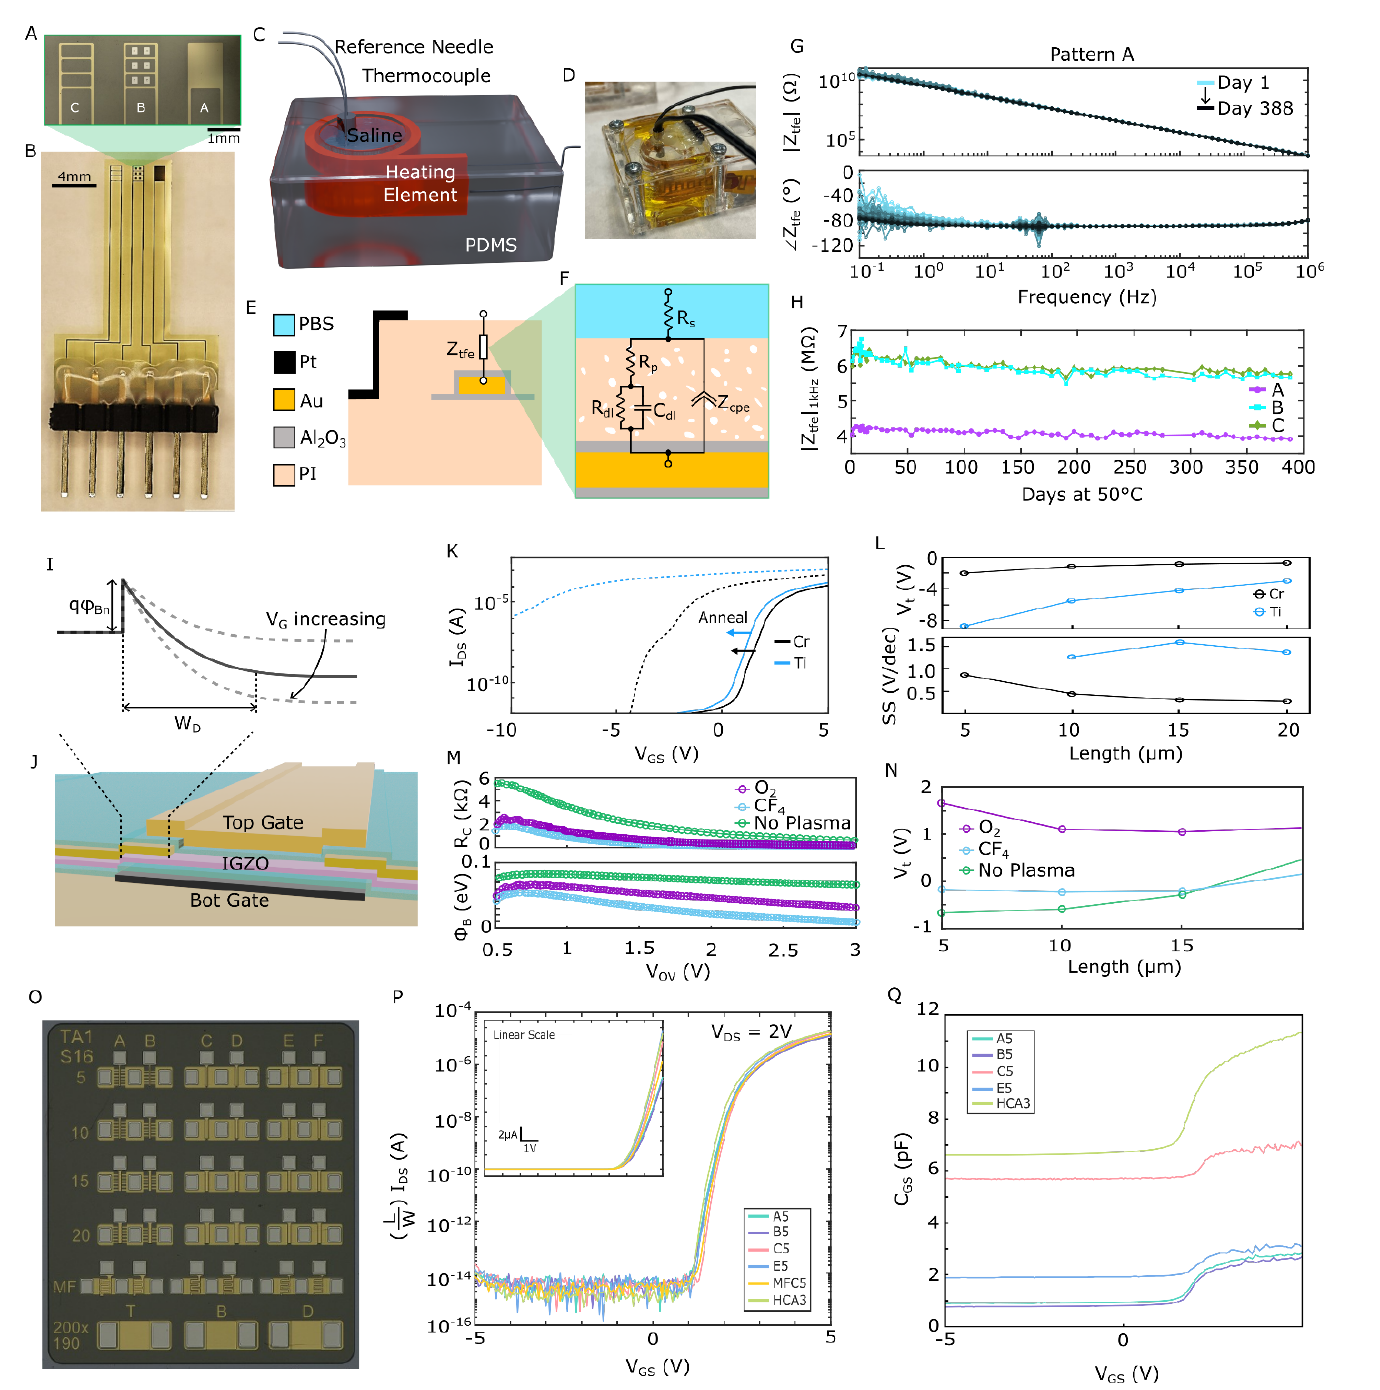 A
C
B
A
1mm
B
4mm
C
Reference Needle
Thermocouple
Saline
Heating
Element
PDMS
D
E
PBS
Pt
Au
Al2O3
PI
Ztfe
F
Rs
Rp
Rdl
Cdl
Zcpe
G
Pattern A
|Ztfe| (Ω)
10^10
10^5
Day 1
Day 388
∠Ztfe (°)
0
-40
-80
-120
10^-1
10^0
10^1
10^2
10^3
10^4
10^5
10^6
Frequency (Hz)
H
|Ztfe|1kHz (MΩ)
7
6
5
4
A
B
C
0
50
100
150
200
250
300
350
400
Days at 50°C
I
qφBn
VG increasing
WD
J
Top Gate
IGZO
Bot Gate
K
IDS (A)
10^-5
10^-10
Anneal
Cr
Ti
-10
-5
0
5
VGS (V)
L
Vt (V)
0
-4
-8
Cr
Ti
SS (V/dec)
1.5
1.0
0.5
5
10
15
20
Length (μm)
M
RC (kΩ)
6
4
2
0
O2
CF4
No Plasma
ΦB (eV)
0.1
0
0.5
1
1.5
2
2.5
3
VOV (V)
N
Vt (V)
2
1
0
-1
O2
CF4
No Plasma
5
10
15
Length (μm)
O
TA1
S16
A B C D E F
5
10
15
20
MF
T B D
200x
190
P
(L/W) IDS (A)
10^-4
10^-6
10^-8
10^-10
10^-12
10^-14
10^-16
Linear Scale
2μA
1V
VDS = 2V
A5
B5
C5
E5
MFC5
HCA3
-5
0
5
VGS (V)
Q
CGS (pF)
12
10
8
6
4
2
0
A5
B5
C5
E5
HCA3
-5
0
VGS (V)